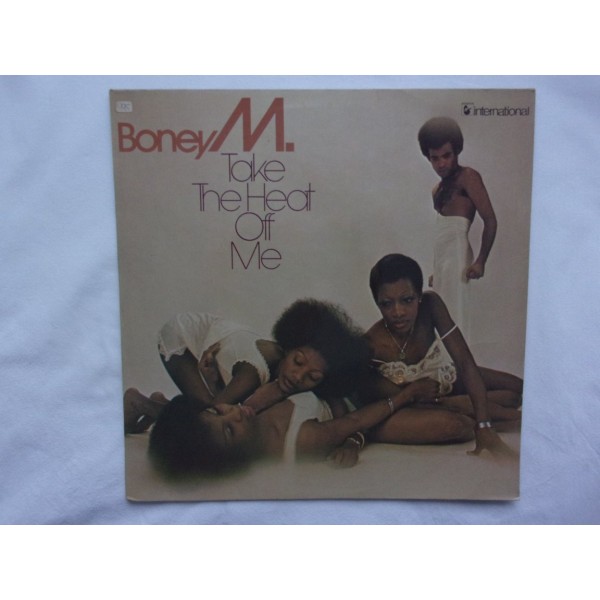 Boney M.
Take
The Heat
Off
Me
international